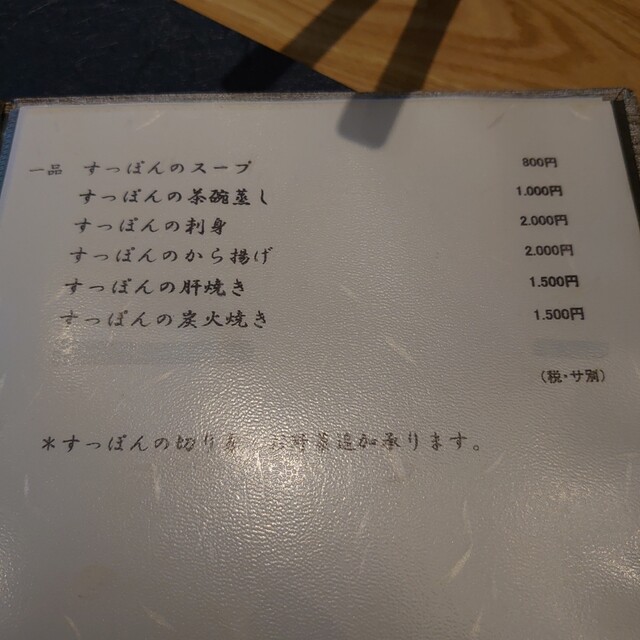 一品 すっぽんのスープ 800円
すっぽんの茶碗蒸し 1.000円
すっぽんの刺身 2.000円
すっぽんのから揚げ 2.000円
すっぽんの肝焼き 1.500円
すっぽんの炭火焼き 1.500円
(税・サ別)
*すっぽんの切り お野菜追加承ります。